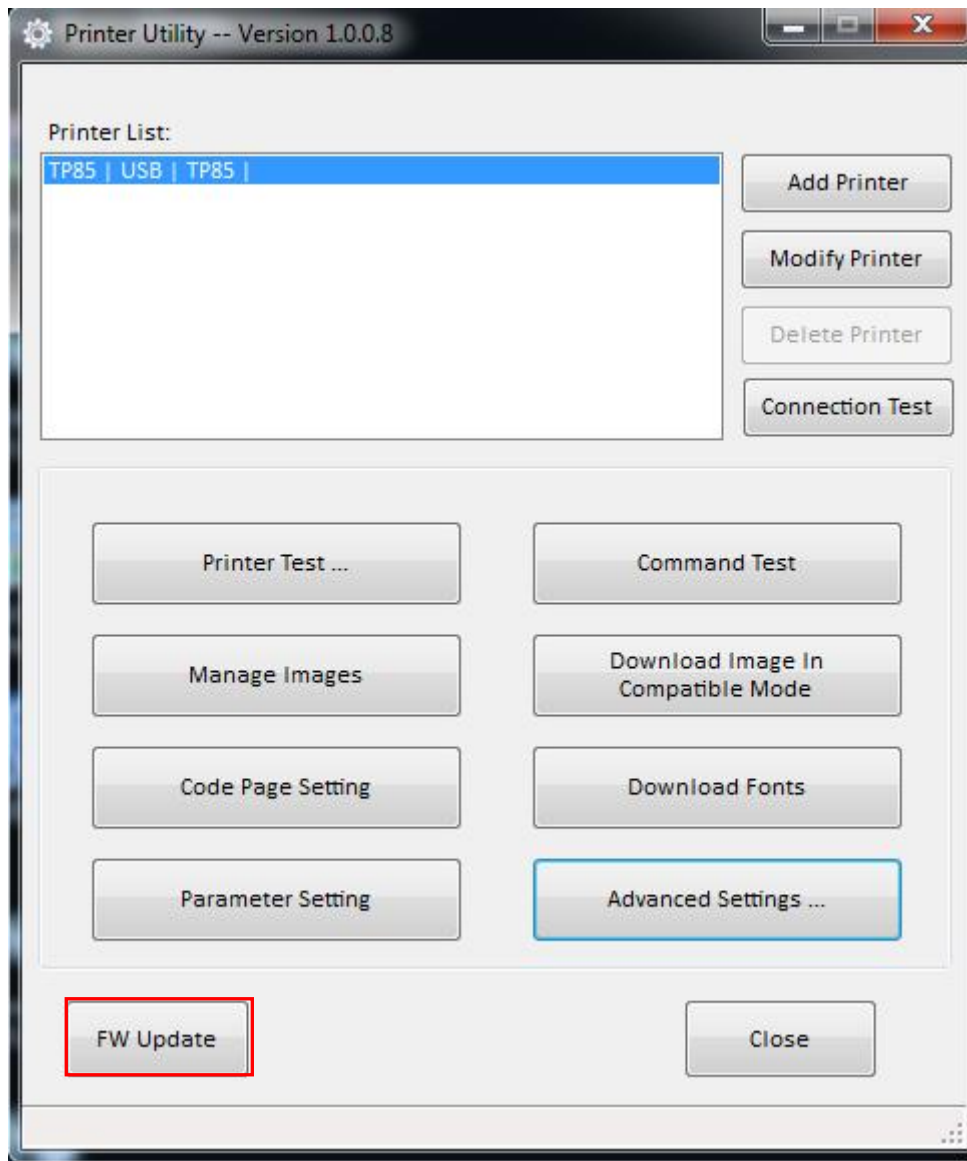 Printer Utility -- Version 1.0.0.8
Printer List:
TP85 | USB | TP85 |
Add Printer
Modify Printer
Delete Printer
Connection Test
Printer Test ...
Command Test
Manage Images
Download Image In
Compatible Mode
Code Page Setting
Download Fonts
Parameter Setting
Advanced Settings ...
FW Update
Close